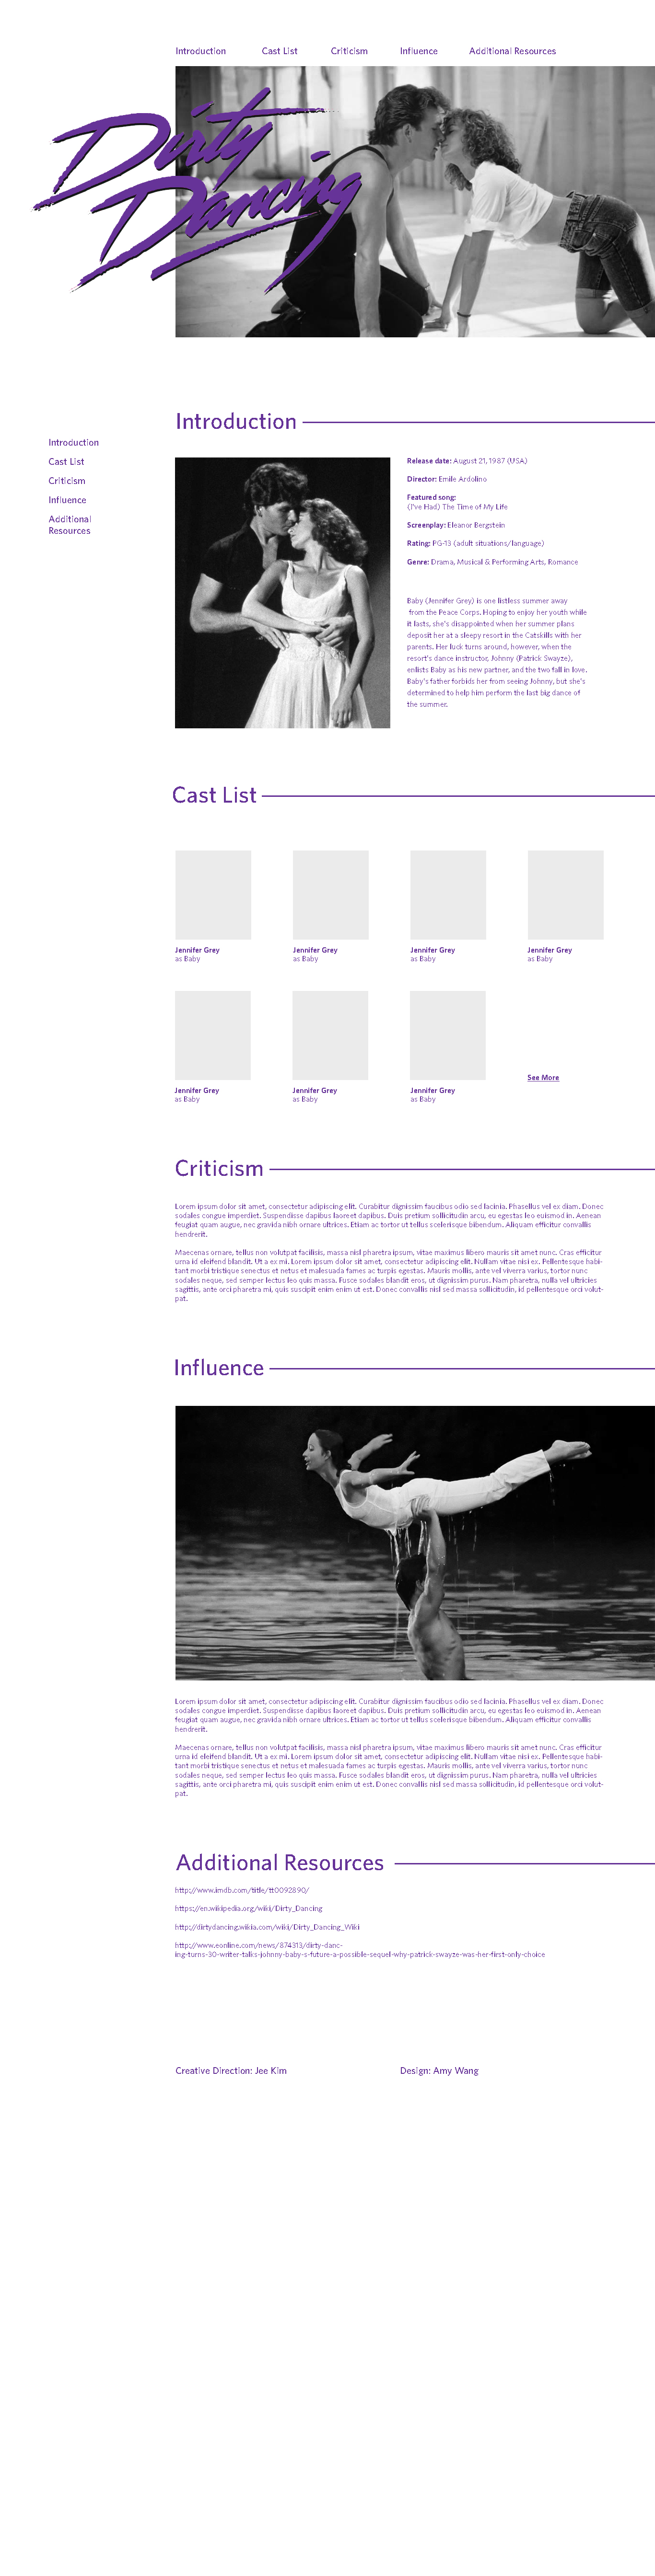 Introduction Cast List Criticism Influence Additional Resources
Dirty
Dancing
Introduction
Introduction
Cast List
Criticism
Influence
Additional
Resources
Release date: August 21, 1987 (USA)
Director: Emile Ardolino
Featured song:
(I've Had) The Time of My Life
Screenplay: Eleanor Bergstein
Rating: PG-13 (adult situations/language)
Genre: Drama, Musical & Performing Arts, Romance
Baby (Jennifer Grey) is one listless summer away
from the Peace Corps. Hoping to enjoy her youth while
it lasts, she's disappointed when her summer plans
deposit her at a sleepy resort in the Catskills with her
parents. Her luck turns around, however, when the
resort's dance instructor, Johnny (Patrick Swayze),
enlists Baby as his new partner, and the two fall in love.
Baby's father forbids her from seeing Johnny, but she's
determined to help him perform the last big dance of
the summer.
Cast List
Jennifer Grey Jennifer Grey Jennifer Grey Jennifer Grey
as Baby as Baby as Baby as Baby
See More
Jennifer Grey Jennifer Grey Jennifer Grey
as Baby as Baby as Baby
Criticism
Lorem ipsum dolor sit amet, consectetur adipiscing elit. Curabitur dignissim faucibus odio sed lacinia. Phasellus vel ex diam. Donec
sodales congue imperdiet. Suspendisse dapibus laoreet dapibus. Duis pretium sollicitudin arcu, eu egestas leo euismod in. Aenean
feugiat quam augue, nec gravida nibh ornare ultrices. Etiam ac tortor ut tellus scelerisque bibendum. Aliquam efficitur convallis
hendrerit.
Maecenas ornare, tellus non volutpat facilisis, massa nisl pharetra ipsum, vitae maximus libero mauris sit amet nunc. Cras efficitur
urna id eleifend blandit. Ut a ex mi. Lorem ipsum dolor sit amet, consectetur adipiscing elit. Nullam vitae nisi ex. Pellentesque habi-
tant morbi tristique senectus et netus et malesuada fames ac turpis egestas. Mauris mollis, ante vel viverra varius, tortor nunc
sodales neque, sed semper lectus leo quis massa. Fusce sodales blandit eros, ut dignissim purus. Nam pharetra, nulla vel ultricies
sagittis, ante orci pharetra mi, quis suscipit enim enim ut est. Donec convallis nisl sed massa sollicitudin, id pellentesque orci volut-
pat.
Influence
Lorem ipsum dolor sit amet, consectetur adipiscing elit. Curabitur dignissim faucibus odio sed lacinia. Phasellus vel ex diam. Donec
sodales congue imperdiet. Suspendisse dapibus laoreet dapibus. Duis pretium sollicitudin arcu, eu egestas leo euismod in. Aenean
feugiat quam augue, nec gravida nibh ornare ultrices. Etiam ac tortor ut tellus scelerisque bibendum. Aliquam efficitur convallis
hendrerit.
Maecenas ornare, tellus non volutpat facilisis, massa nisl pharetra ipsum, vitae maximus libero mauris sit amet nunc. Cras efficitur
urna id eleifend blandit. Ut a ex mi. Lorem ipsum dolor sit amet, consectetur adipiscing elit. Nullam vitae nisi ex. Pellentesque habi-
tant morbi tristique senectus et netus et malesuada fames ac turpis egestas. Mauris mollis, ante vel viverra varius, tortor nunc
sodales neque, sed semper lectus leo quis massa. Fusce sodales blandit eros, ut dignissim purus. Nam pharetra, nulla vel ultricies
sagittis, ante orci pharetra mi, quis suscipit enim enim ut est. Donec convallis nisl sed massa sollicitudin, id pellentesque orci volut-
pat.
Additional Resources
http://www.imdb.com/title/tt0092890/
https://en.wikipedia.org/wiki/Dirty_Dancing
http://dirtydancing.wikia.com/wiki/Dirty_Dancing_Wiki
http://www.eonline.com/news/874313/dirty-danc-
ing-turns-30-writer-talks-johnny-baby-s-future-a-possible-sequel-why-patrick-swayze-was-her-first-only-choice
Creative Direction: Jee Kim Design: Amy Wang